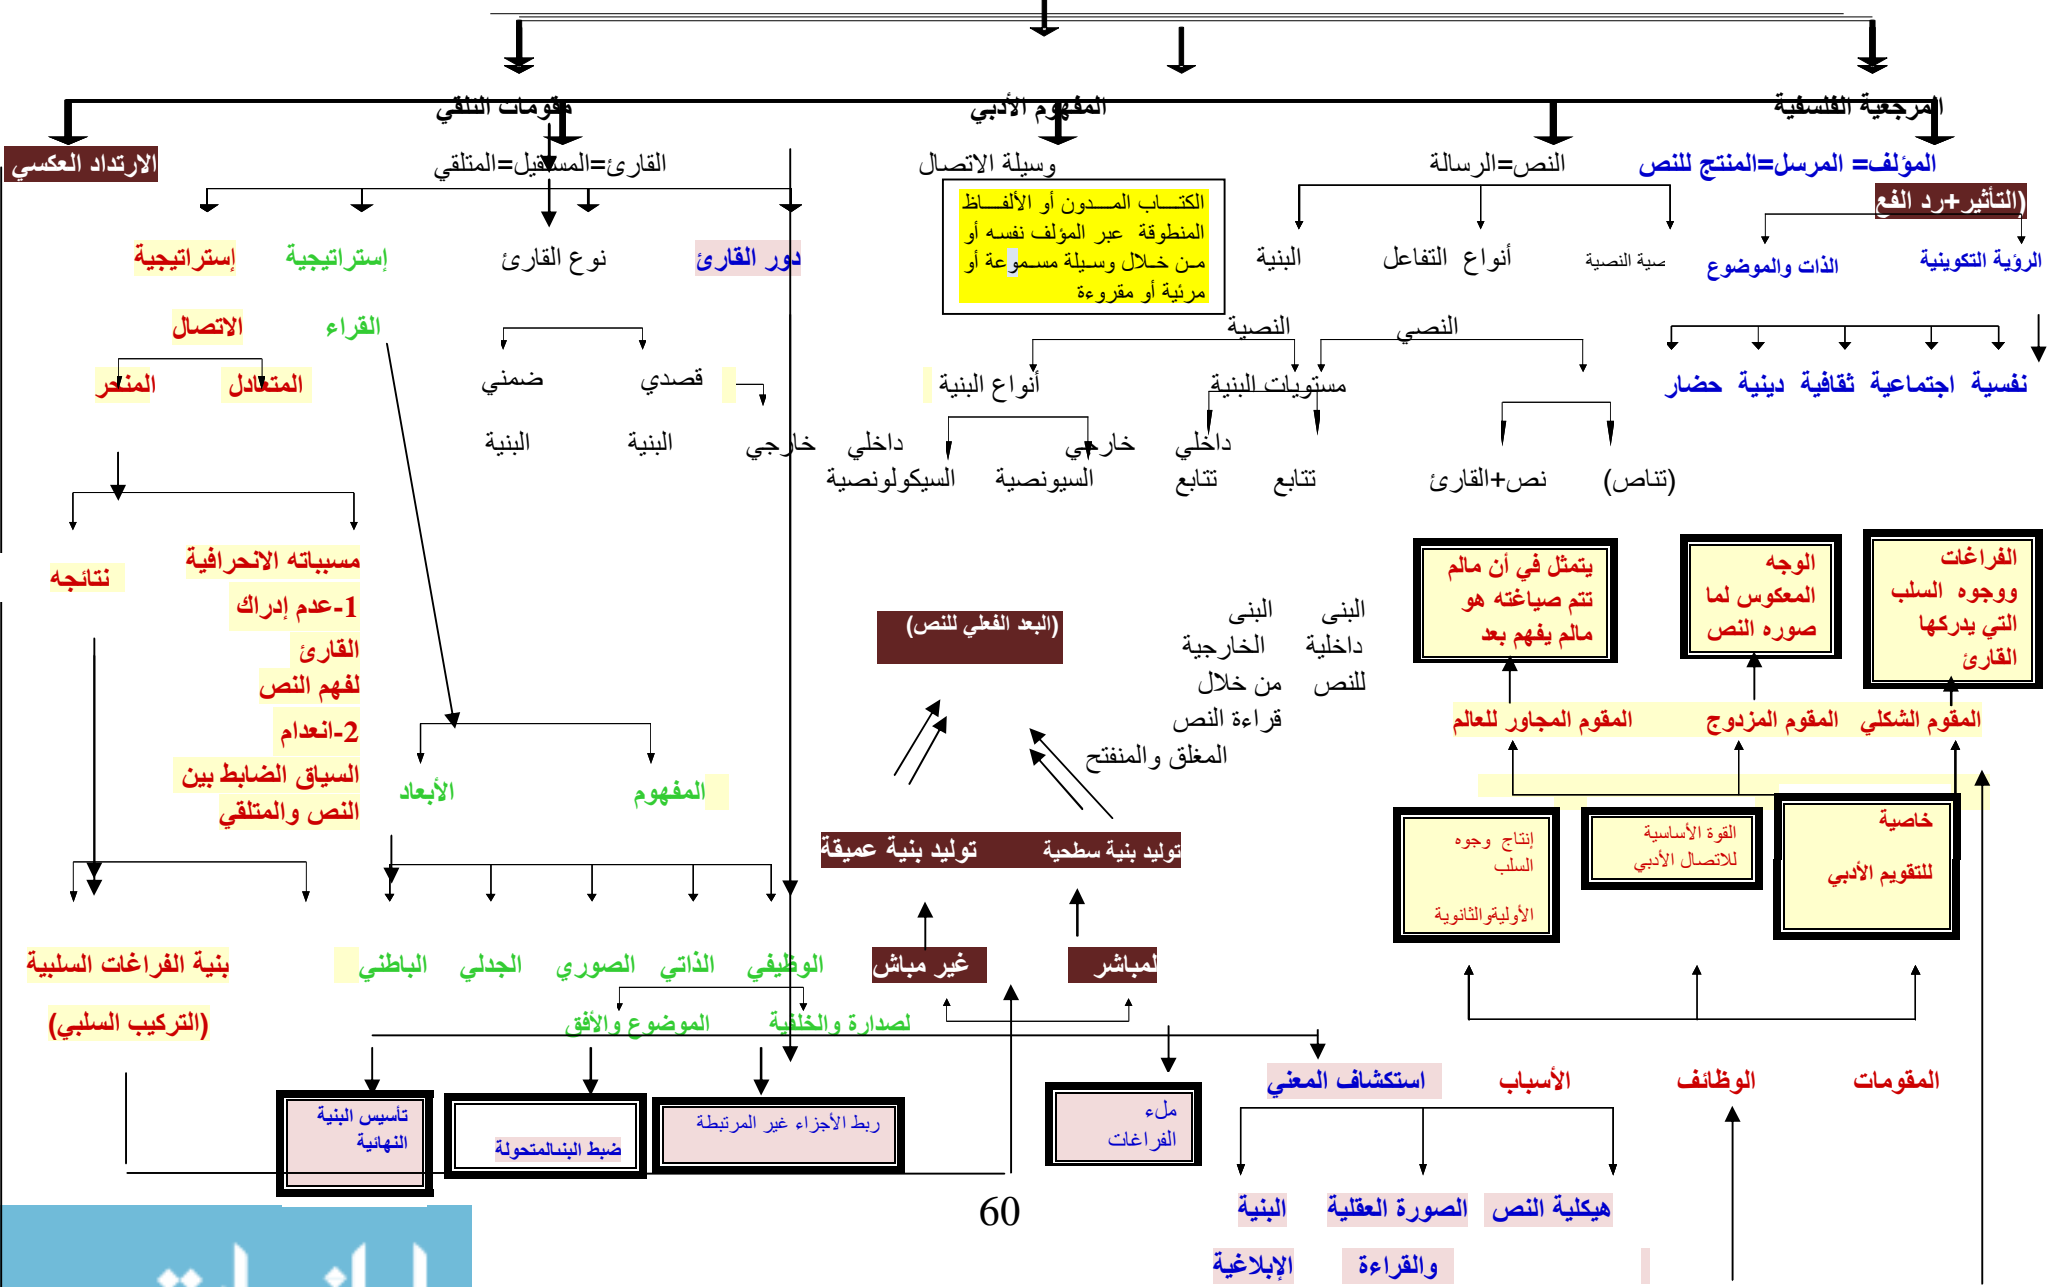 المرجعية الفلسفية
المفهوم الأدبي
مقومات التلقي
المؤلف= المرسل=المنتج للنص
النص=الرسالة
وسيلة الاتصال
القارئ=المستقبل=المتلقي
الارتداد العكسي
(التأثير+رد الفع
الكتاب المدون أو الألفاظ
المنطوقة عبر المؤلف نفسه أو
من خلال وسيلة مسموعة أو
مرئية أو مقروءة
الرؤية التكوينية
الذات والموضوع
صية النصية
أنواع التفاعل
البنية
دور القارئ
نوع القارئ
إستراتيجية
إستراتيجية
النصي
النصية
القراء
الاتصال
نفسية اجتماعية ثقافية دينية حضار
مستويات البنية
أنواع البنية
قصدي
ضمني
المتعادل
المنحر
داخلي خارجي
داخلي خارجي
البنية
البنية
(تناص)
نص+القارئ
تتابع
تتابع
السيونصية
السيكولونصية
الفراغات
ووجوه السلب
التي يدركها
القارئ
الوجه
المعكوس لما
صوره النص
يتمثل في أن مالم
تتم صياغته هو
مالم يفهم بعد
البنى البنى
داخلية الخارجية
للنص من خلال
قراءة النص
المغلق والمنفتح
(البعد الفعلي للنص)
مسبباته الانحرافية
1-عدم إدراك
القارئ
لفهم النص
2-انعدام
السياق الضابط بين
النص والمتلقي
نتائجه
المقوم الشكلي
المقوم المزدوج
المقوم المجاور للعالم
المفهوم
الأبعاد
خاصية
للتقويم الأدبي
القوة الأساسية
للاتصال الأدبي
إنتاج وجوه
السلب
الأوليةوالثانوية
توليد بنية سطحية
توليد بنية عميقة
لمباشر
غير مباش
الوظيفي الذاتي الصوري الجدلي الباطني
بنية الفراغات السلبية
(التركيب السلبي)
لصدارة والخلفية
الموضوع والأفق
المقومات
الوظائف
الأسباب
استكشاف المعني
ملء
الفراغات
ربط الأجزاء غير المرتبطة
ضبط البنىالمتحولة
تأسيس البنية
النهائية
هيكلية النص
الصورة العقلية
البنية
والقراءة
الإبلاغية
60